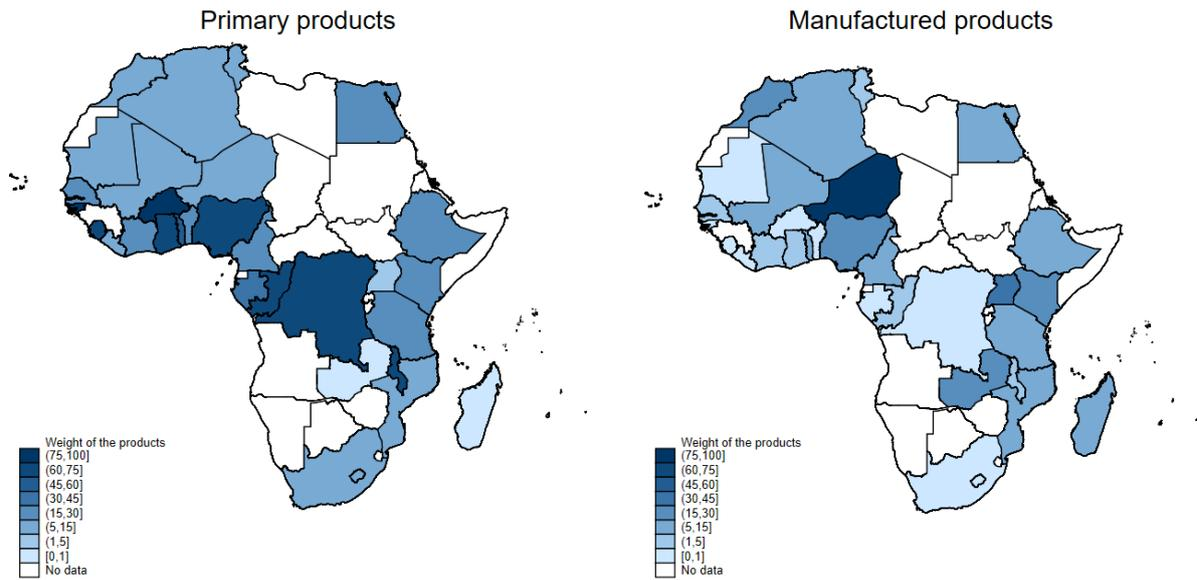 Primary products
Manufactured products
Weight of the products
(75,100]
(60,75]
(45,60]
(30,45]
(15,30]
(5,15]
(1,5]
[0,1]
No data
Weight of the products
(75,100]
(60,75]
(45,60]
(30,45]
(15,30]
(5,15]
(1,5]
[0,1]
No data